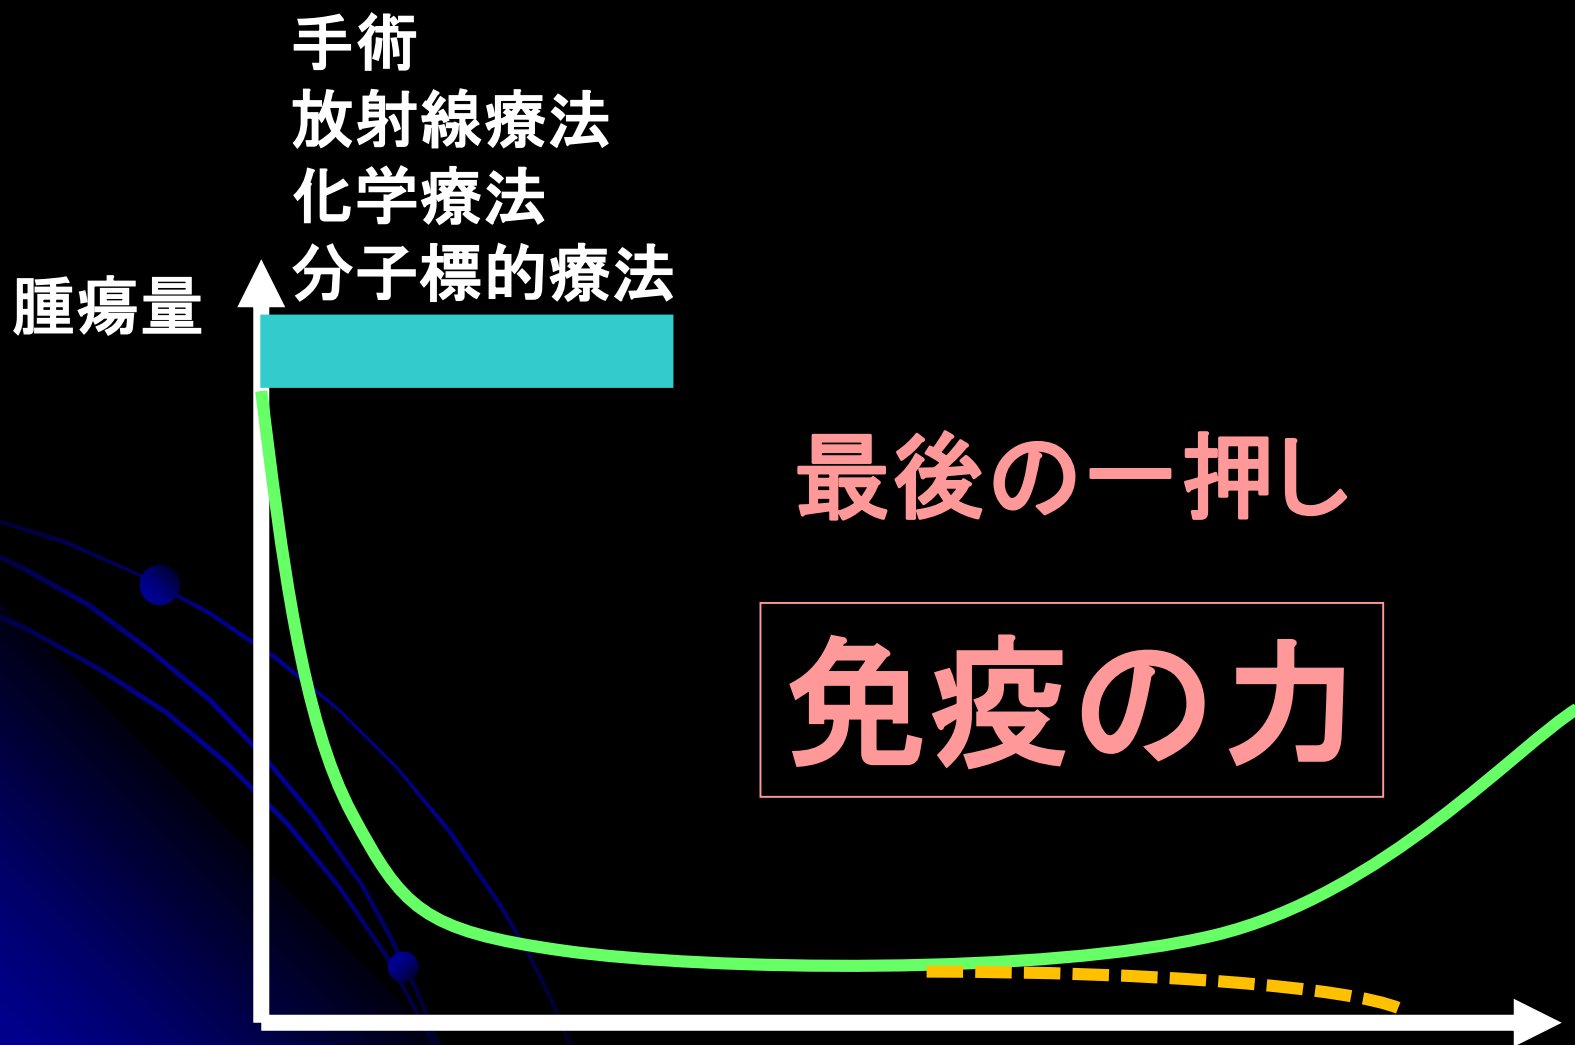 手術
放射線療法
化学療法
分子標的療法
腫瘍量
最後の一押し
免疫の力